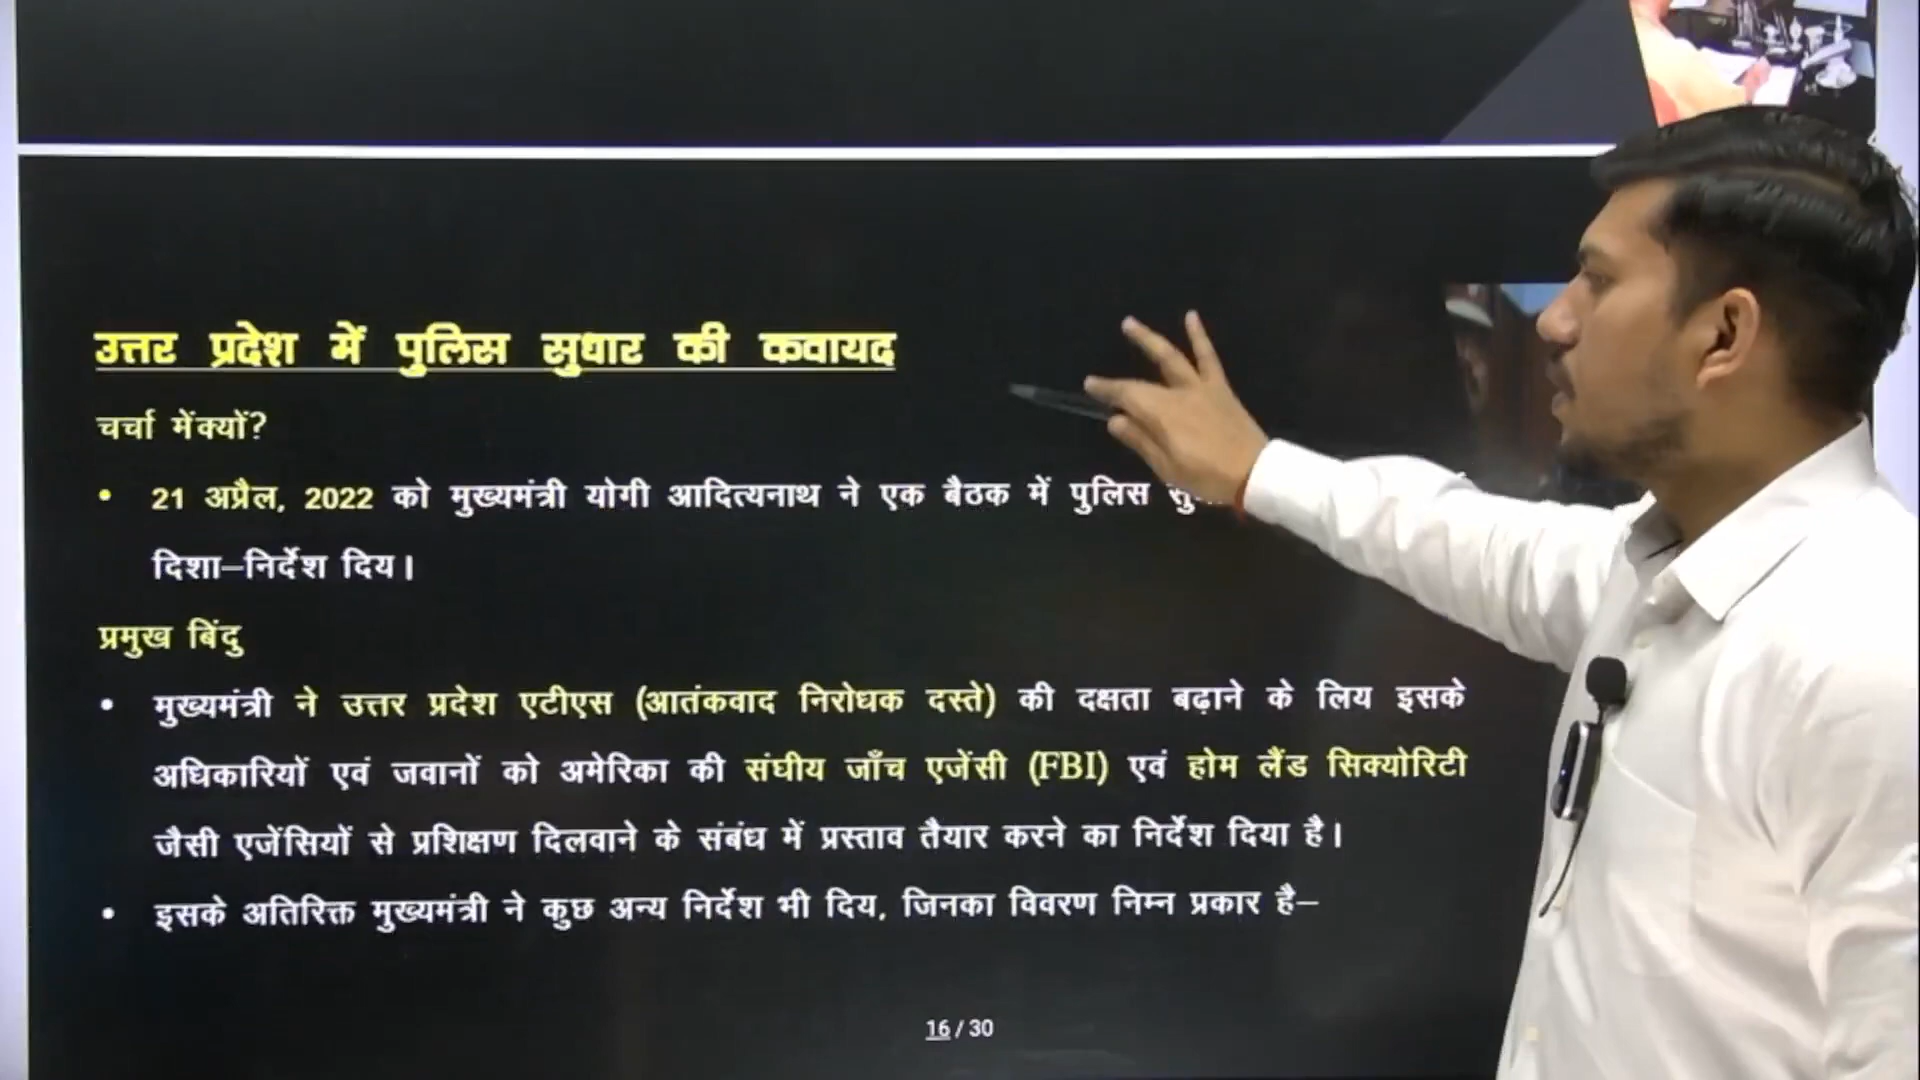 उत्तर प्रदेश में पुलिस सुधार की कवायद
चर्चा मेंक्यों?
• 21 अप्रैल, 2022 को मुख्यमंत्री योगी आदित्यनाथ ने एक बैठक में पुलिस
दिशा–निर्देश दिय।
प्रमुख बिंदु
• मुख्यमंत्री ने उत्तर प्रदेश एटीएस (आतंकवाद निरोधक दस्ते) की दक्षता बढ़ाने के लिय इसके
अधिकारियों एवं जवानों को अमेरिका की संघीय जाँच एजेंसी (FBI) एवं होम लैंड सिक्योरिटी
जैसी एजेंसियों से प्रशिक्षण दिलवाने के संबंध में प्रस्ताव तैयार करने का निर्देश दिया है।
• इसके अतिरिक्त मुख्यमंत्री ने कुछ अन्य निर्देश भी दिय, जिनका विवरण निम्न प्रकार है–
16 / 30